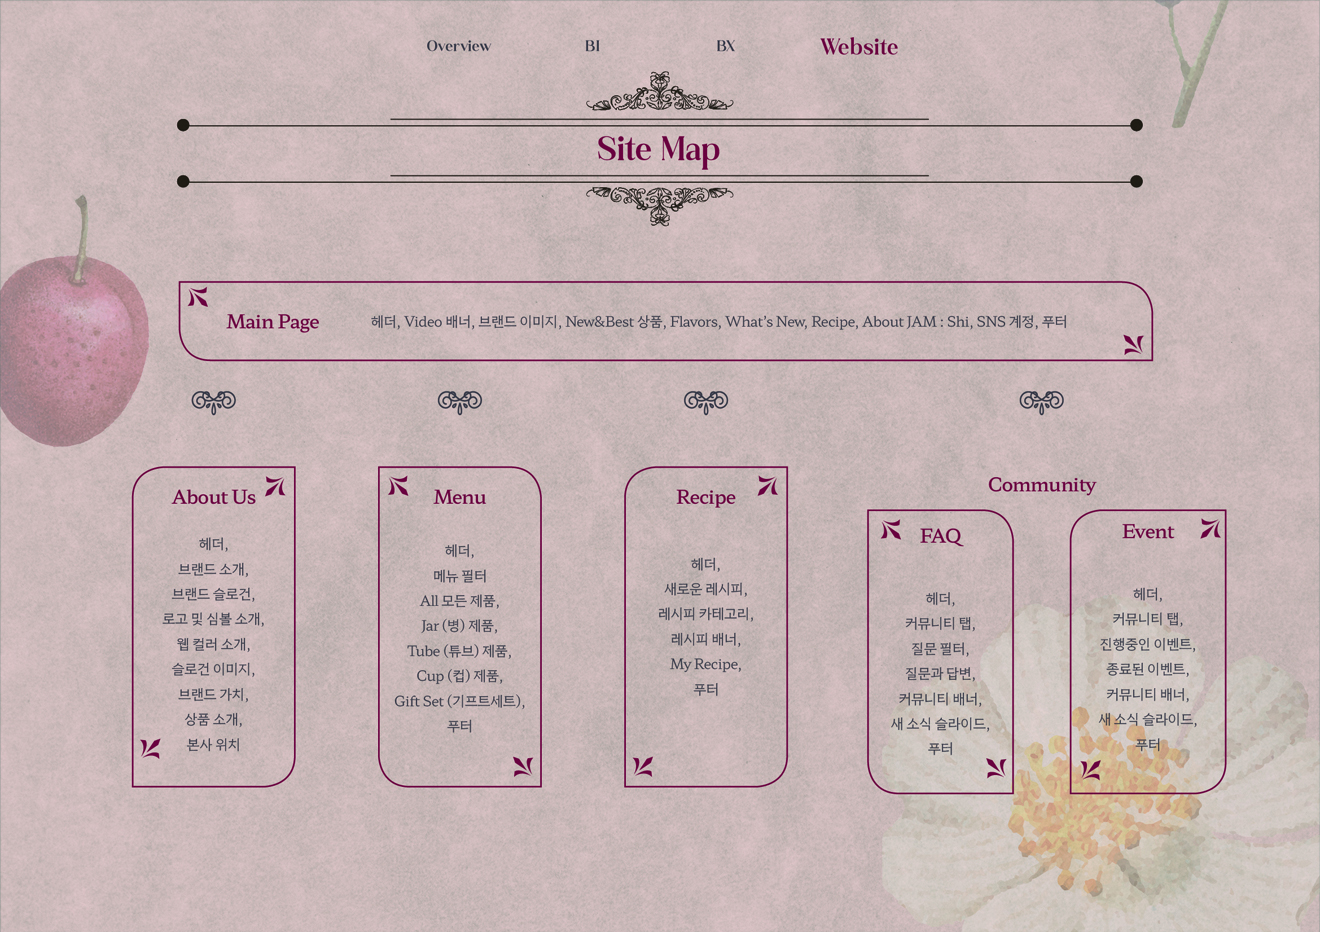 Overview BI BX Website
Site Map
Main Page 헤더, Video 배너, 브랜드 이미지, New&Best 상품, Flavors, What's New, Recipe, About JAM : Shi, SNS 계정, 푸터
About Us
헤더,
브랜드 소개,
브랜드 슬로건,
로고 및 심볼 소개,
웹 컬러 소개,
슬로건 이미지,
브랜드 가치,
상품 소개,
본사 위치
Menu
헤더,
메뉴 필터
All 모든 제품,
Jar (병) 제품,
Tube (튜브) 제품,
Cup (컵) 제품,
Gift Set (기프트세트),
푸터
Recipe
헤더,
새로운 레시피,
레시피 카테고리,
레시피 배너,
My Recipe,
푸터
Community
FAQ
헤더,
커뮤니티 탭,
질문 필터,
질문과 답변,
커뮤니티 배너,
새 소식 슬라이드,
푸터
Event
헤더,
커뮤니티 탭,
진행중인 이벤트,
종료된 이벤트,
커뮤니티 배너,
새 소식 슬라이드,
푸터